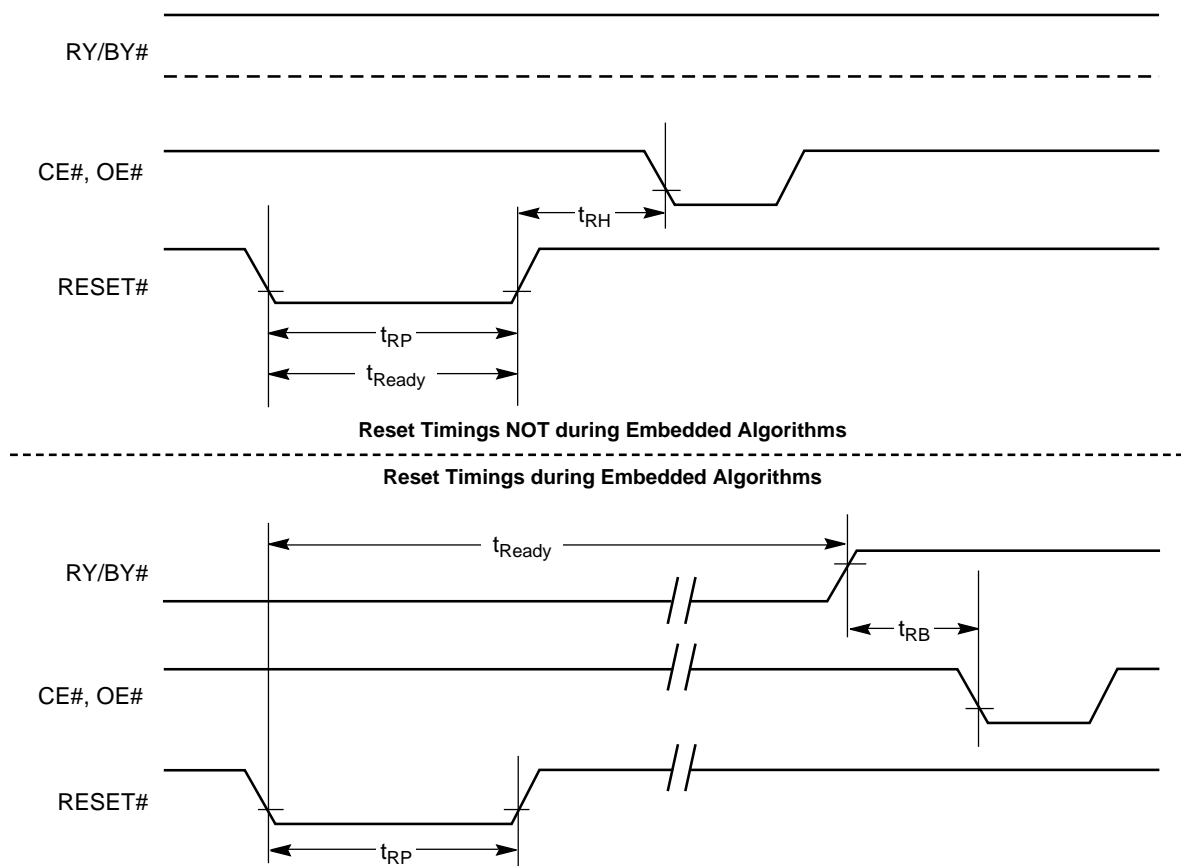 RY/BY#
CE#, OE#
tRH
RESET#
tRP
tReady
Reset Timings NOT during Embedded Algorithms
Reset Timings during Embedded Algorithms
tReady
RY/BY#
tRB
CE#, OE#
RESET#
tRP